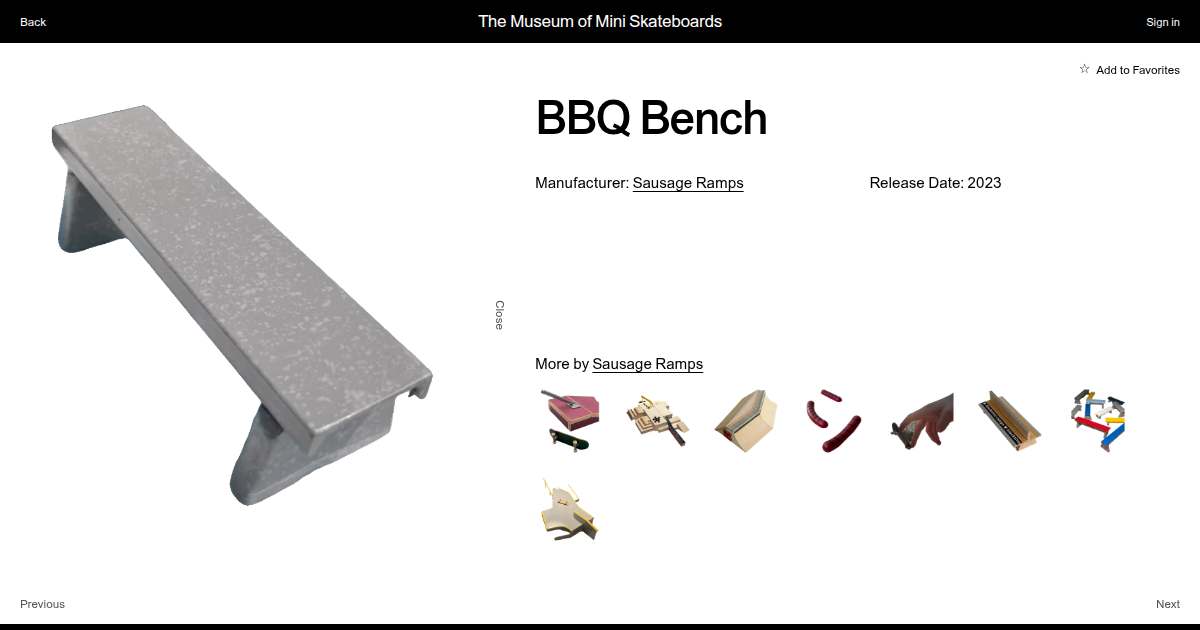 Back
The Museum of Mini Skateboards
Sign in
☆ Add to Favorites
BBQ Bench
Manufacturer: Sausage Ramps
Release Date: 2023
Close
More by Sausage Ramps
Previous
Next